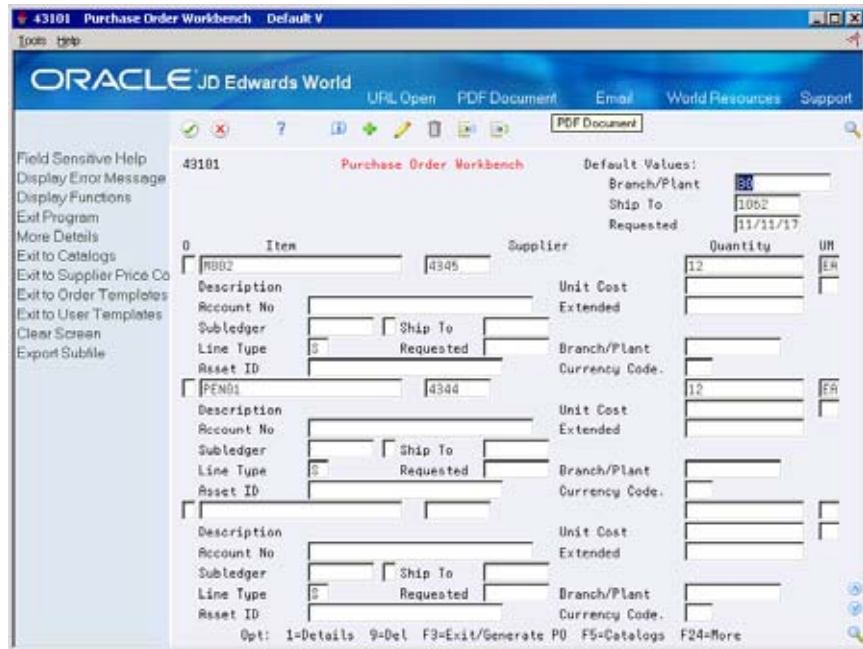 43101 Purchase Order Workbench Default V
Tools Help
ORACLE JD Edwards World
URL Open PDF Document Email World Resources Support
PDF Document
Field Sensitive Help
Display Error Message
Display Functions
Exit Program
More Details
Exit to Catalogs
Exit to Supplier Price Co
Exit to Order Templates
Exit to User Templates
Clear Screen
Export Subfile
43101 Purchase Order Workbench Default Values:
Branch/Plant 30
Ship To 1062
Requested 11/11/17
O Item Supplier Quantity UM
4345 12 EA
Description Unit Cost
Account No Extended
Subledger Ship To
Line Type S Requested Branch/Plant
Asset ID Currency Code.
PEN01 4344 12 EA
Description Unit Cost
Account No Extended
Subledger Ship To
Line Type S Requested Branch/Plant
Asset ID Currency Code.
Description Unit Cost
Account No Extended
Subledger Ship To
Line Type S Requested Branch/Plant
Asset ID Currency Code.
Opt: 1=Details 9=Del F3=Exit/Generate PO F5=Catalogs F24=More